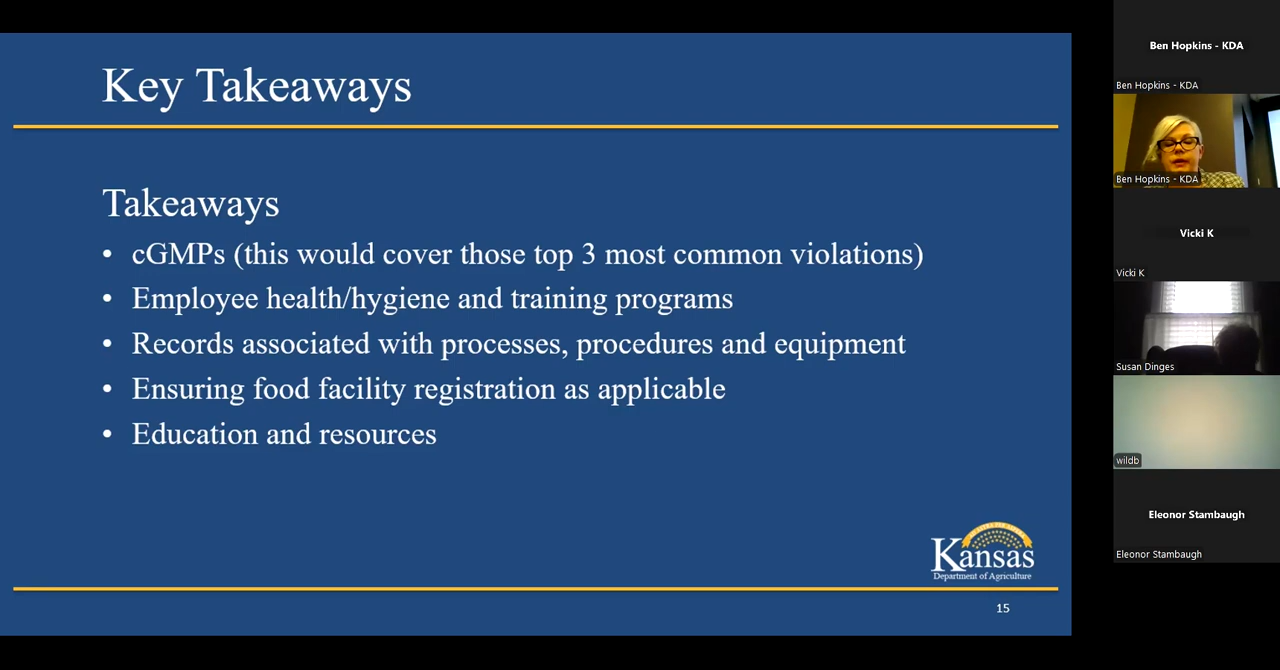 Key Takeaways
Takeaways
• cGMPs (this would cover those top 3 most common violations)
• Employee health/hygiene and training programs
• Records associated with processes, procedures and equipment
• Ensuring food facility registration as applicable
• Education and resources
Kansas
Department of Agriculture
15
Ben Hopkins - KDA
Ben Hopkins - KDA
Ben Hopkins - KDA
Vicki K
Vicki K
Susan Dinges
wildb
Eleonor Stambaugh
Eleonor Stambaugh